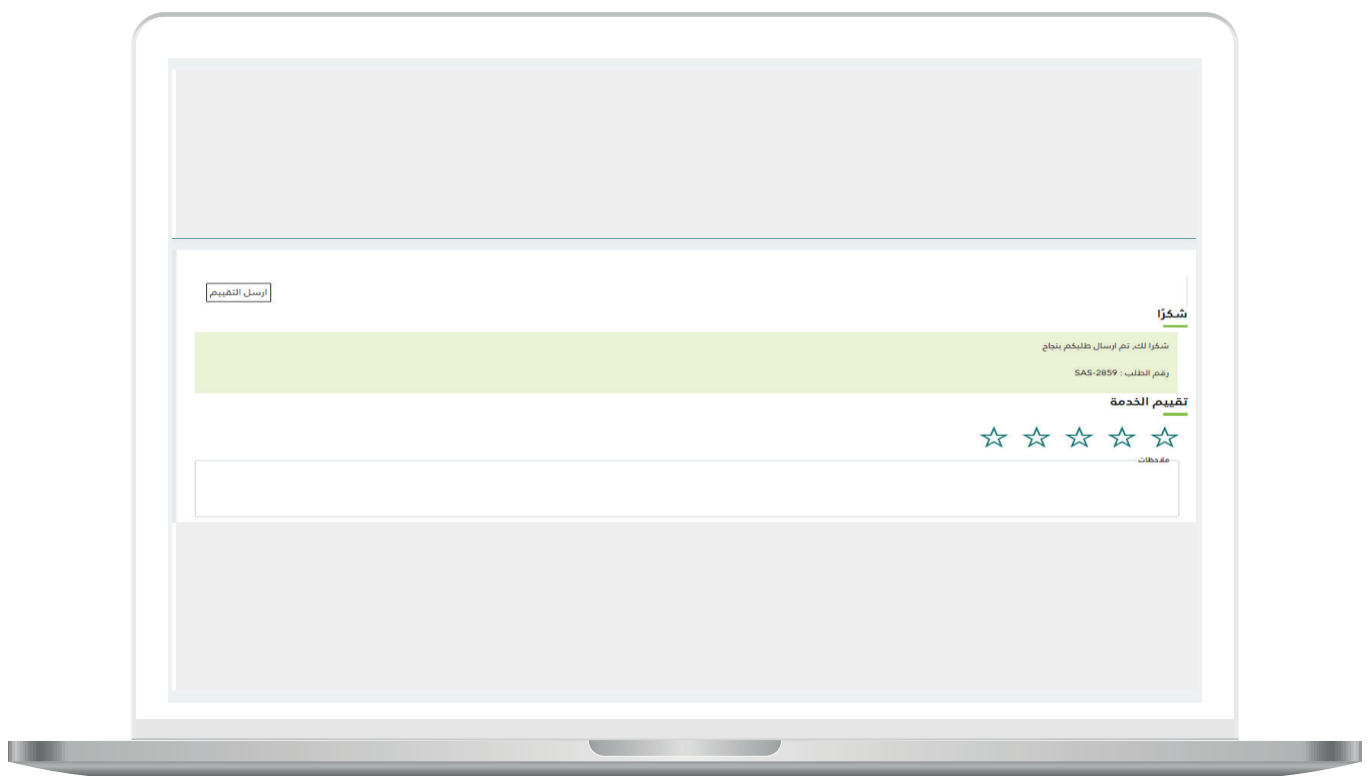 ارسل التقييم
شكرًا
شكرا لك, تم ارسال طلبكم بنجاح
رقم الطلب : SAS-2859
تقييم الخدمة
ملاحظات